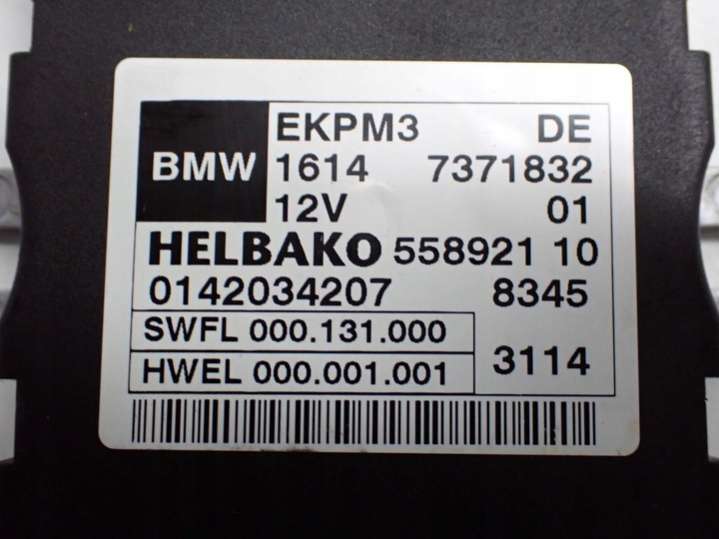 EKPM3 DE
BMW 1614 7371832
12V 01
HELBAKO 558921 10
0142034207 8345
SWFL 000.131.000
HWEL 000.001.001 3114